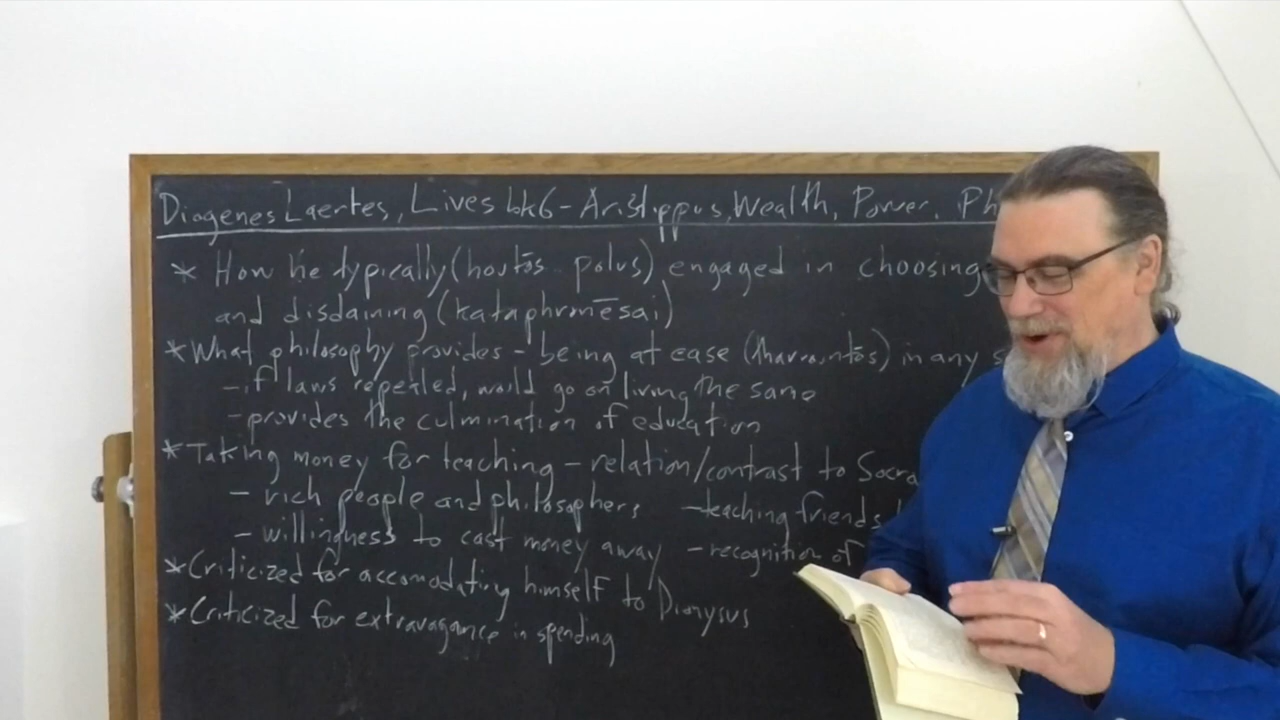 Diogenes Laertes, Lives bk6 - Aristippus, Wealth, Power, Ph
* How he typically (houtōs polus) engaged in choosing
and disdaining (kataphronēsai)
* What philosophy provides - being at ease (tharrountōs) in any s
- if laws repealed, would go on living the same
- provides the culmination of education
* Taking money for teaching - relation/contrast to Socra
- rich people and philosophers - teaching friends
- willingness to cast money away - recognition of
* Criticized for accomodating himself to Dionysus
* Criticized for extravagance in spending